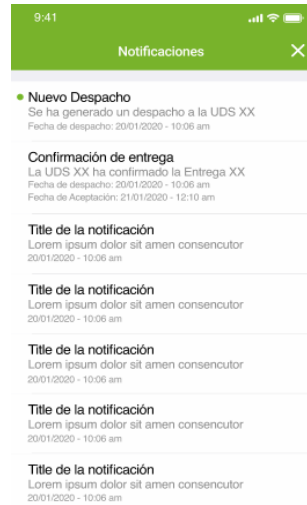 9:41
Notificaciones
Nuevo Despacho
Se ha generado un despacho a la UDS XX
Fecha de despacho: 20/01/2020 - 10:06 am
Confirmación de entrega
La UDS XX ha confirmado la Entrega XX
Fecha de despacho: 20/01/2020 - 10:06 am
Fecha de Aceptación: 21/01/2020 - 12:10 am
Title de la notificación
Lorem ipsum dolor sit amen consencutor
20/01/2020 - 10:06 am
Title de la notificación
Lorem ipsum dolor sit amen consencutor
20/01/2020 - 10:06 am
Title de la notificación
Lorem ipsum dolor sit amen consencutor
20/01/2020 - 10:06 am
Title de la notificación
Lorem ipsum dolor sit amen consencutor
20/01/2020 - 10:06 am
Title de la notificación
Lorem ipsum dolor sit amen consencutor
20/01/2020 - 10:06 am